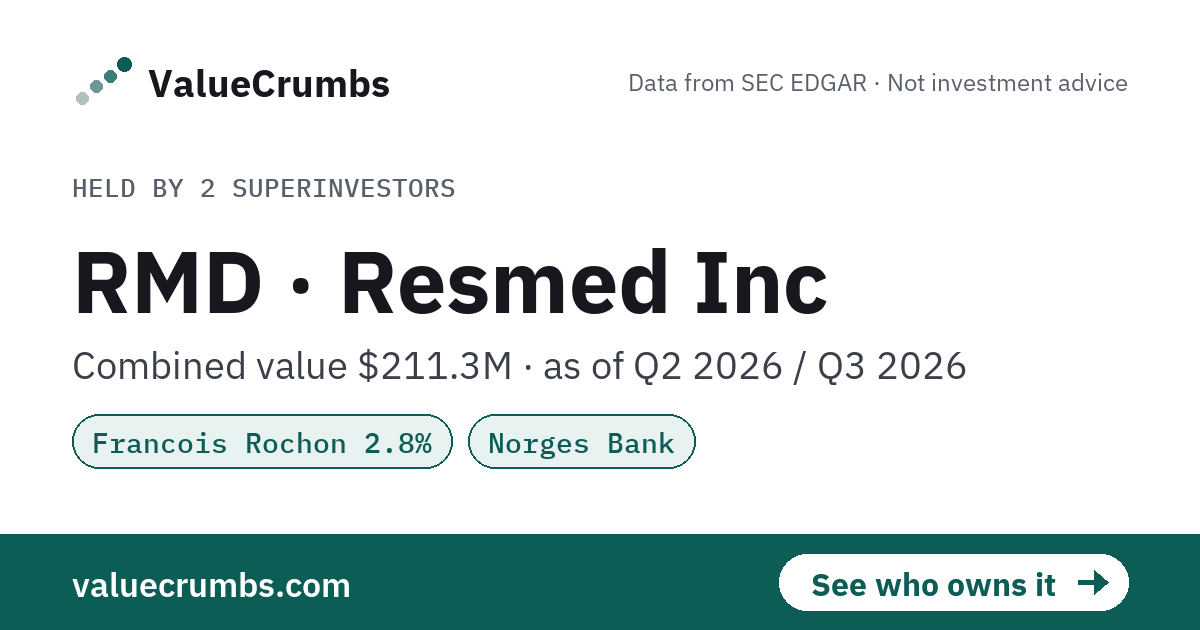 ValueCrumbs
Data from SEC EDGAR · Not investment advice
HELD BY 2 SUPERINVESTORS
RMD · Resmed Inc
Combined value $211.3M · as of Q2 2026 / Q3 2026
Francois Rochon 2.8%
Norges Bank
valuecrumbs.com
See who owns it →